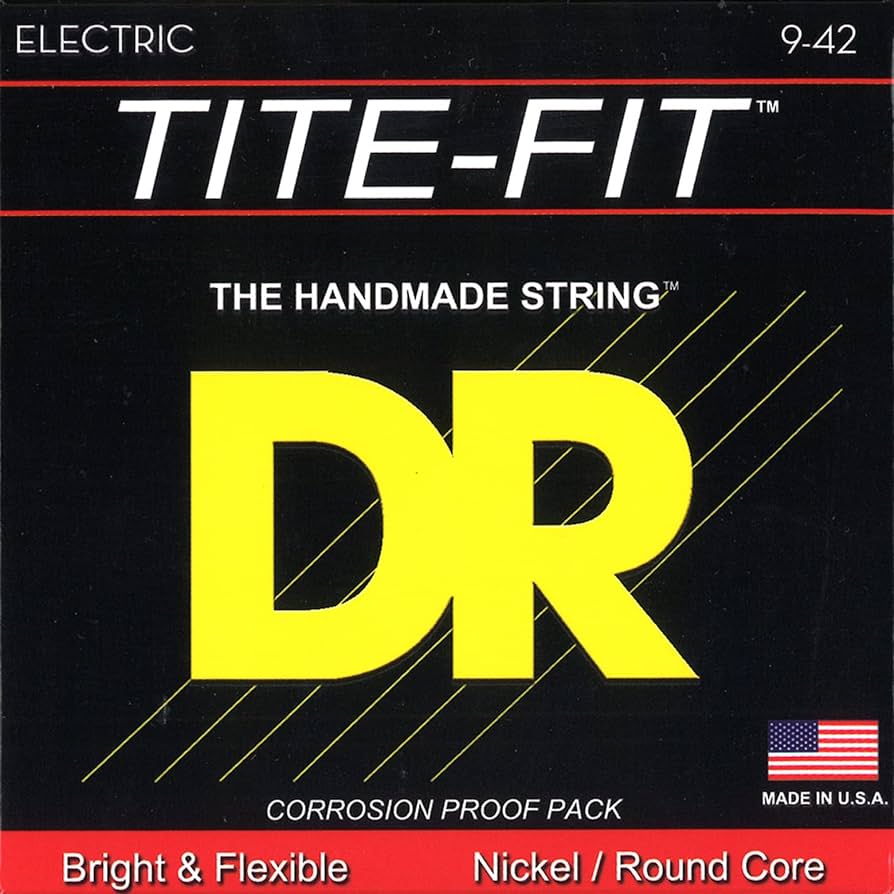 ELECTRIC 9-42
TITE-FIT™
THE HANDMADE STRING™
DR
MADE IN U.S.A.
CORROSION PROOF PACK
Bright & Flexible Nickel / Round Core